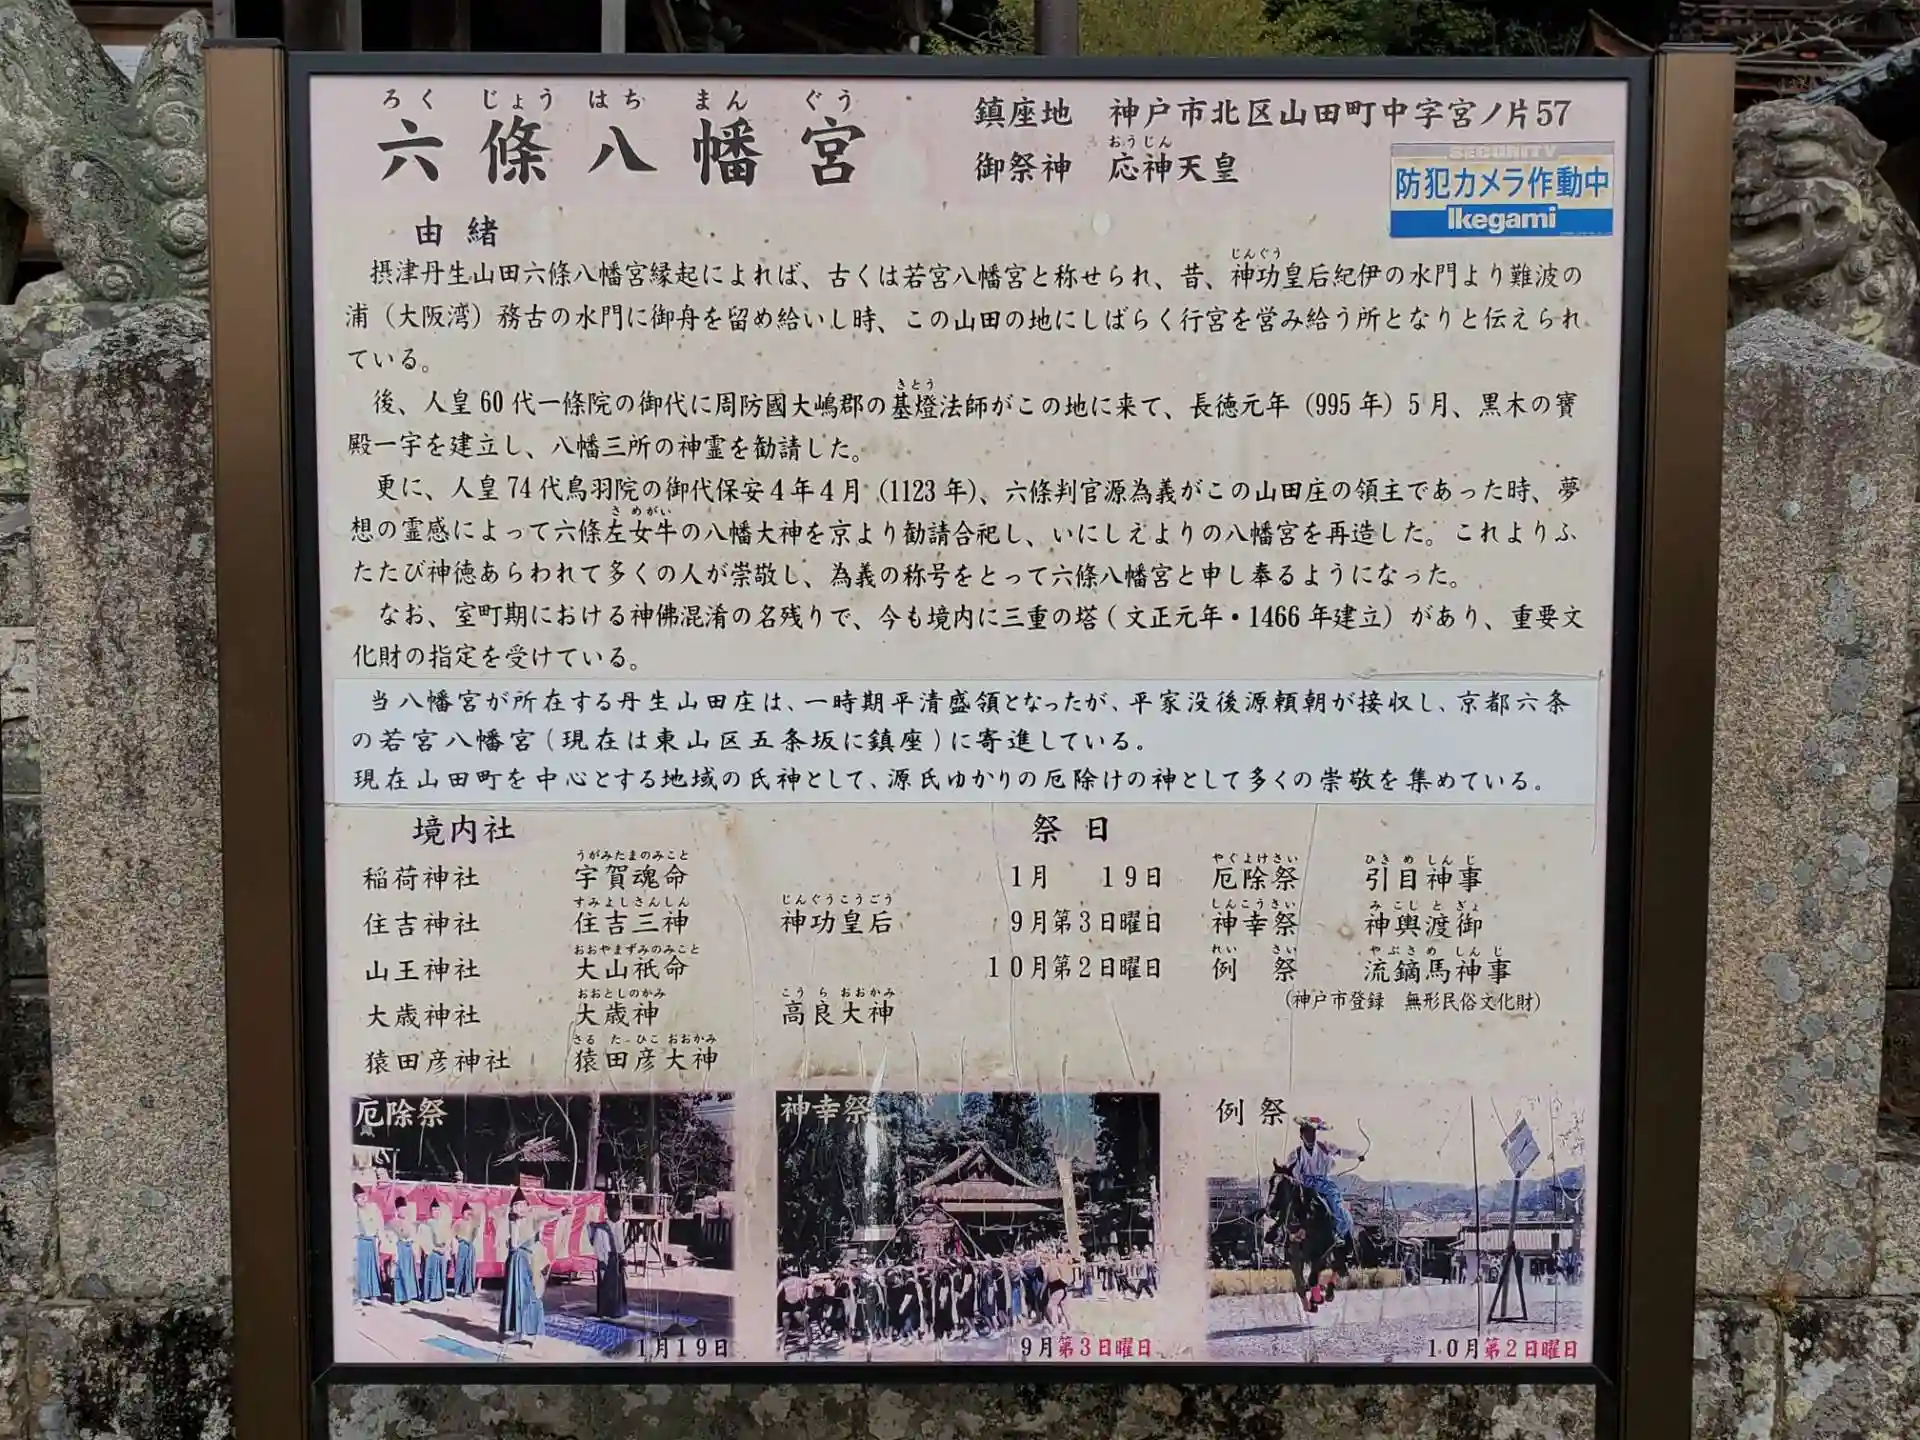 ろくじょうはちまんぐう
六條八幡宮
鎮座地　神戸市北区山田町中字宮ノ片57
おうじん
御祭神　応神天皇
SECURITY
防犯カメラ作動中
Ikegami
由緒
じんぐう
摂津丹生山田六條八幡宮縁起によれば、古くは若宮八幡宮と称せられ、昔、神功皇后紀伊の水門より難波の
浦（大阪湾）務古の水門に御舟を留め給いし時、この山田の地にしばらく行宮を営み給う所となりと伝えられ
ている。
きとう
後、人皇60代一條院の御代に周防國大嶋郡の基燈法師がこの地に来て、長徳元年（995年）5月、黒木の寶
殿一宇を建立し、八幡三所の神霊を勧請した。
更に、人皇74代鳥羽院の御代保安4年4月（1123年）、六條判官源為義がこの山田庄の領主であった時、夢
さめがい
想の霊感によって六條左女牛の八幡大神を京より勧請合祀し、いにしえよりの八幡宮を再造した。これよりふ
たたび神徳あらわれて多くの人が崇敬し、為義の称号をとって六條八幡宮と申し奉るようになった。
なお、室町期における神佛混淆の名残りで、今も境内に三重の塔（文正元年・1466年建立）があり、重要文
化財の指定を受けている。
当八幡宮が所在する丹生山田庄は、一時期平清盛領となったが、平家没後源頼朝が接収し、京都六条
の若宮八幡宮(現在は東山区五条坂に鎮座)に寄進している。
現在山田町を中心とする地域の氏神として、源氏ゆかりの厄除けの神として多くの崇敬を集めている。
境内社
うがみたまのみこと
稲荷神社　宇賀魂命
すみよしさんしん　じんぐうこうごう
住吉神社　住吉三神　神功皇后
おおやまずみのみこと
山王神社　大山祇命
おおとしのかみ　こうらおおかみ
大歳神社　大歳神　高良大神
さるたひこおおかみ
猿田彦神社　猿田彦大神
祭日
やくよけさい　ひきめしんじ
1月　19日　厄除祭　引目神事
しんこうさい　みこしとぎょ
9月第3日曜日　神幸祭　神輿渡御
れいさい　やぶさめしんじ
10月第2日曜日　例祭　流鏑馬神事
（神戸市登録　無形民俗文化財）
厄除祭
1月19日
神幸祭
9月第3日曜日
例祭
10月第2日曜日